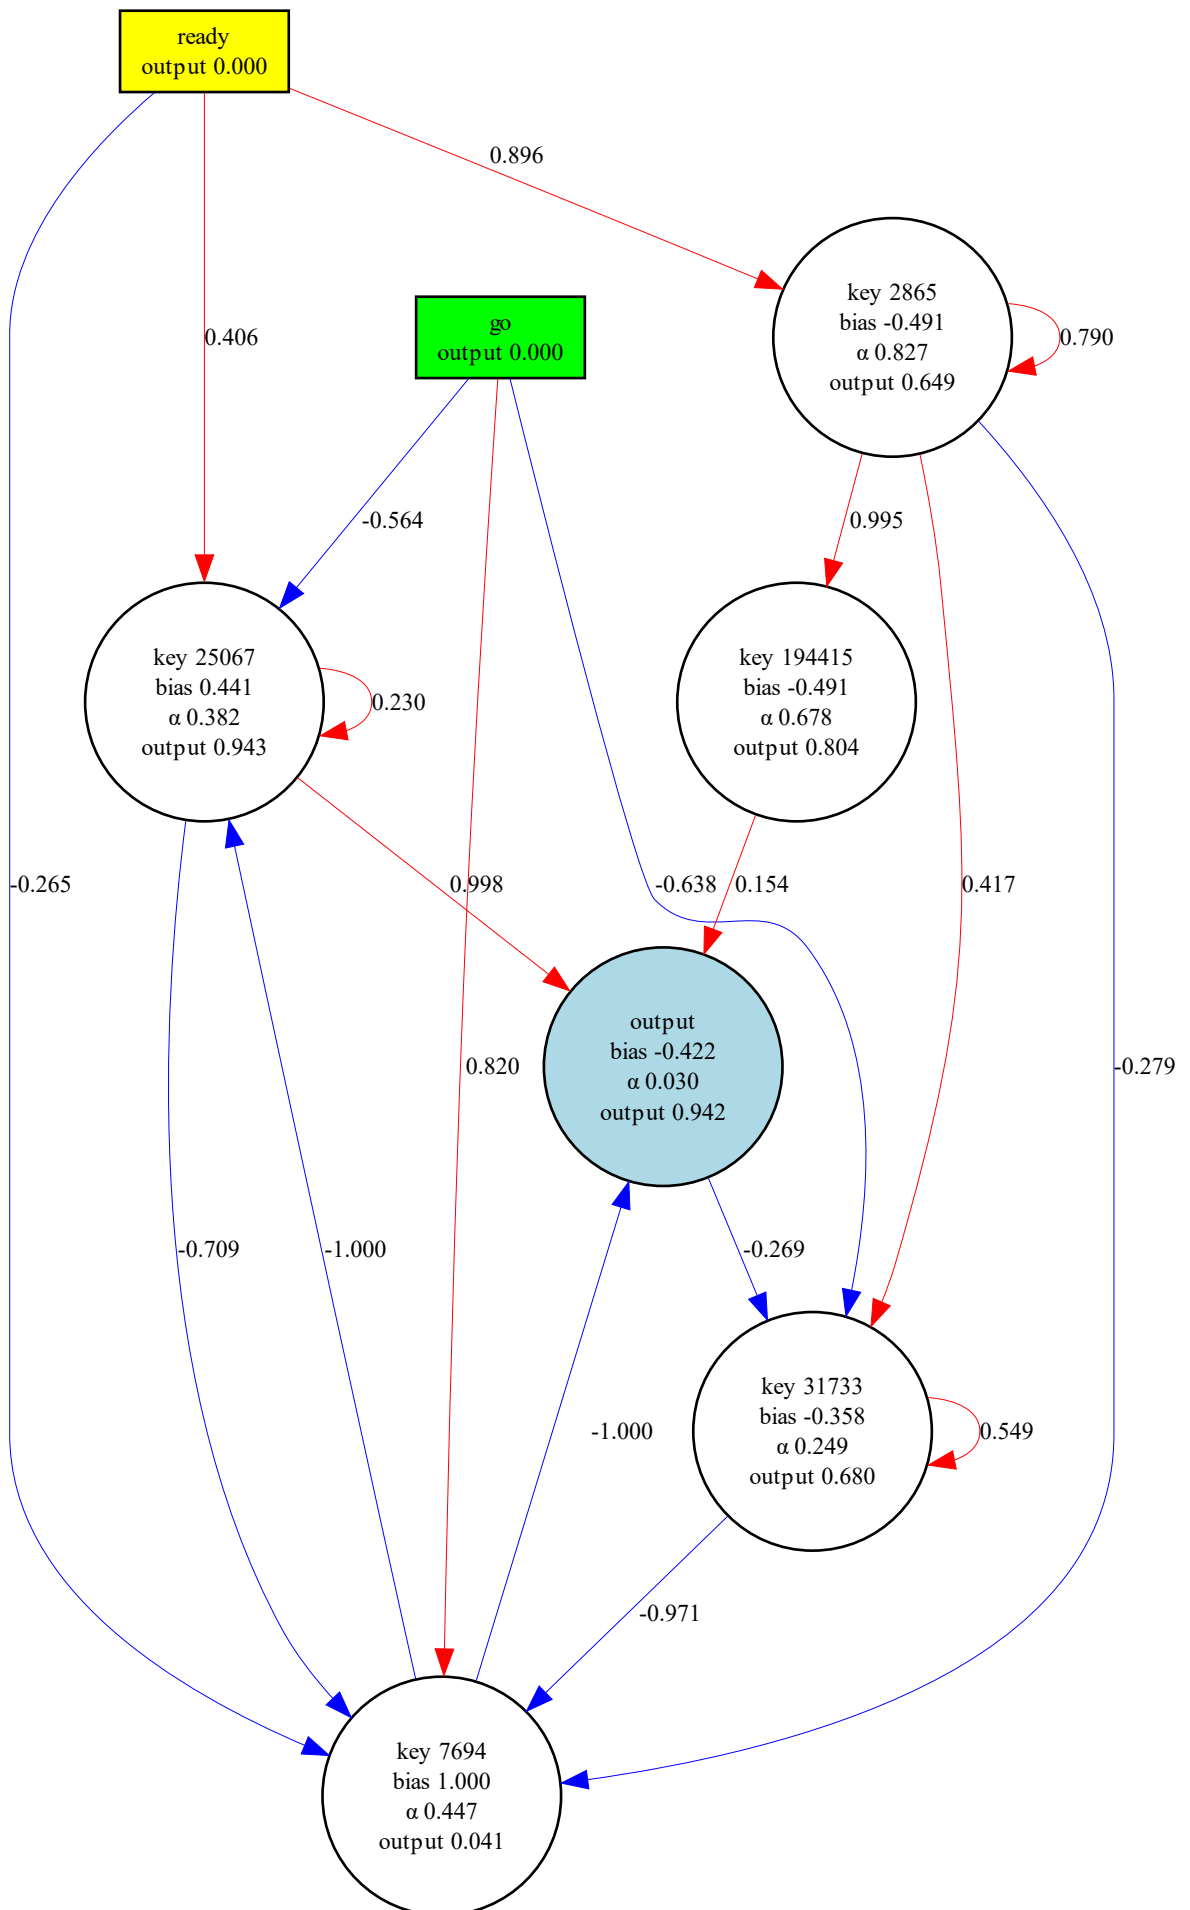 ready
output 0.000
0.896
key 2865
bias -0.491
α 0.827
output 0.649
0.790
go
output 0.000
0.406
-0.564
0.995
key 25067
bias 0.441
α 0.382
output 0.943
0.230
key 194415
bias -0.491
α 0.678
output 0.804
-0.265
0.998
-0.638
0.154
0.417
output
bias -0.422
α 0.030
output 0.942
0.820
-0.279
-0.709
-1.000
-0.269
key 31733
bias -0.358
α 0.249
output 0.680
-1.000
0.549
-0.971
key 7694
bias 1.000
α 0.447
output 0.041